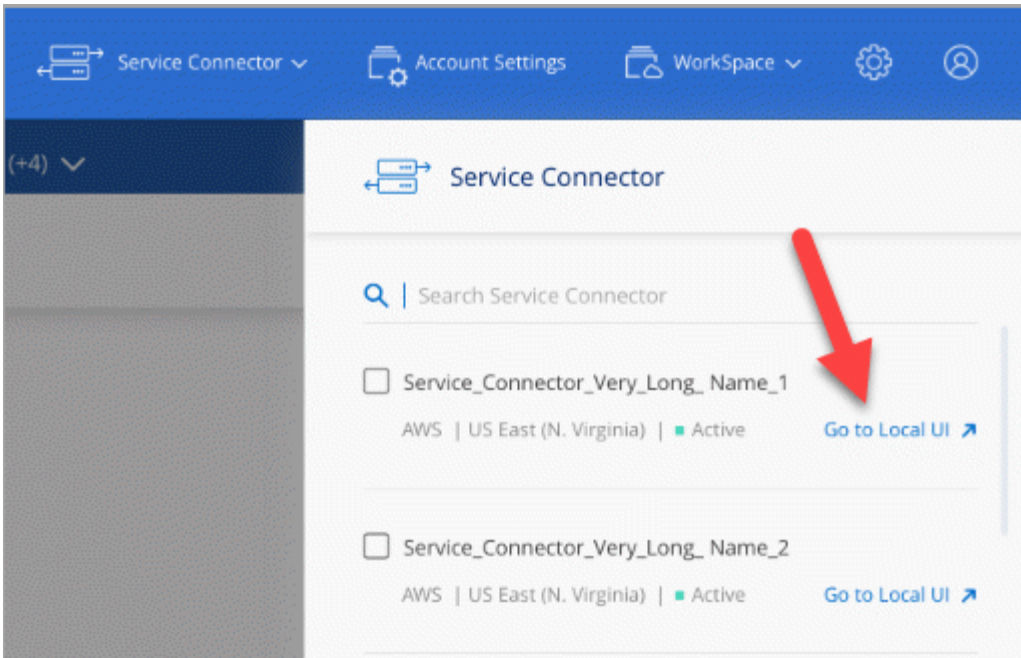 Service Connector
Account Settings
WorkSpace
(+4)
Service Connector
Search Service Connector
Service_Connector_Very_Long_ Name_1
AWS | US East (N. Virginia) | Active Go to Local UI
Service_Connector_Very_Long_ Name_2
AWS | US East (N. Virginia) | Active Go to Local UI